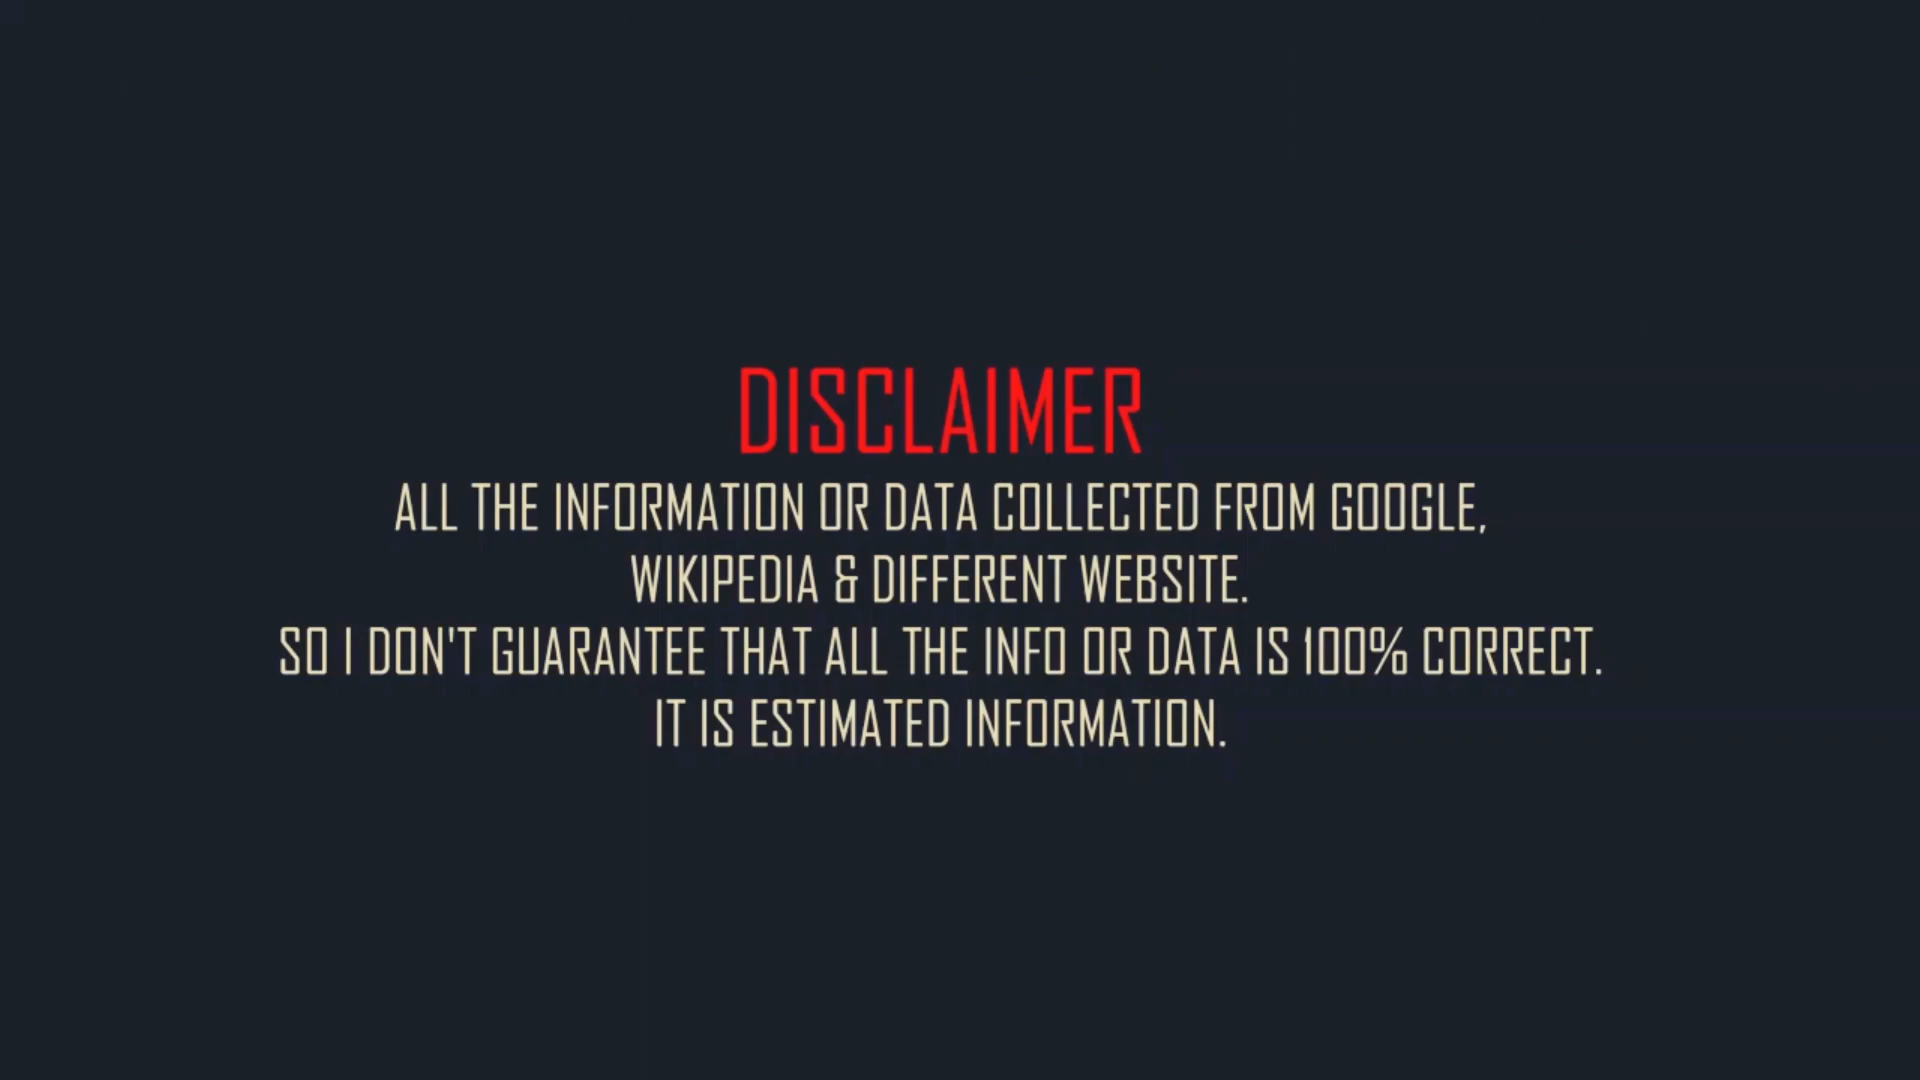 DISCLAIMER
ALL THE INFORMATION OR DATA COLLECTED FROM GOOGLE,
WIKIPEDIA & DIFFERENT WEBSITE.
SO I DON'T GUARANTEE THAT ALL THE INFO OR DATA IS 100% CORRECT.
IT IS ESTIMATED INFORMATION.